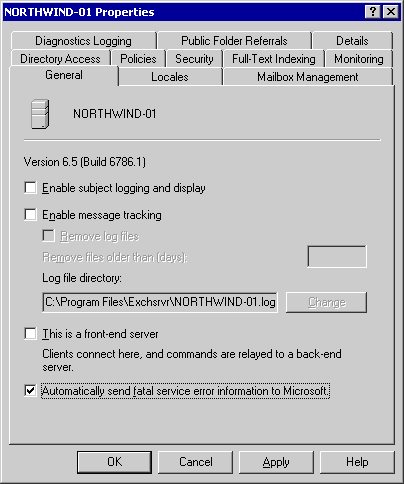 NORTHWIND-01 Properties
Diagnostics Logging Public Folder Referrals Details
Directory Access Policies Security Full-Text Indexing Monitoring
General Locales Mailbox Management
NORTHWIND-01
Version 6.5 (Build 6786.1)
Enable subject logging and display
Enable message tracking
Remove log files
Remove files older than (days):
Log file directory:
C:\Program Files\Exchsrvr\NORTHWIND-01.log Change
This is a front-end server
Clients connect here, and commands are relayed to a back-end
server.
Automatically send fatal service error information to Microsoft.
OK Cancel Apply Help